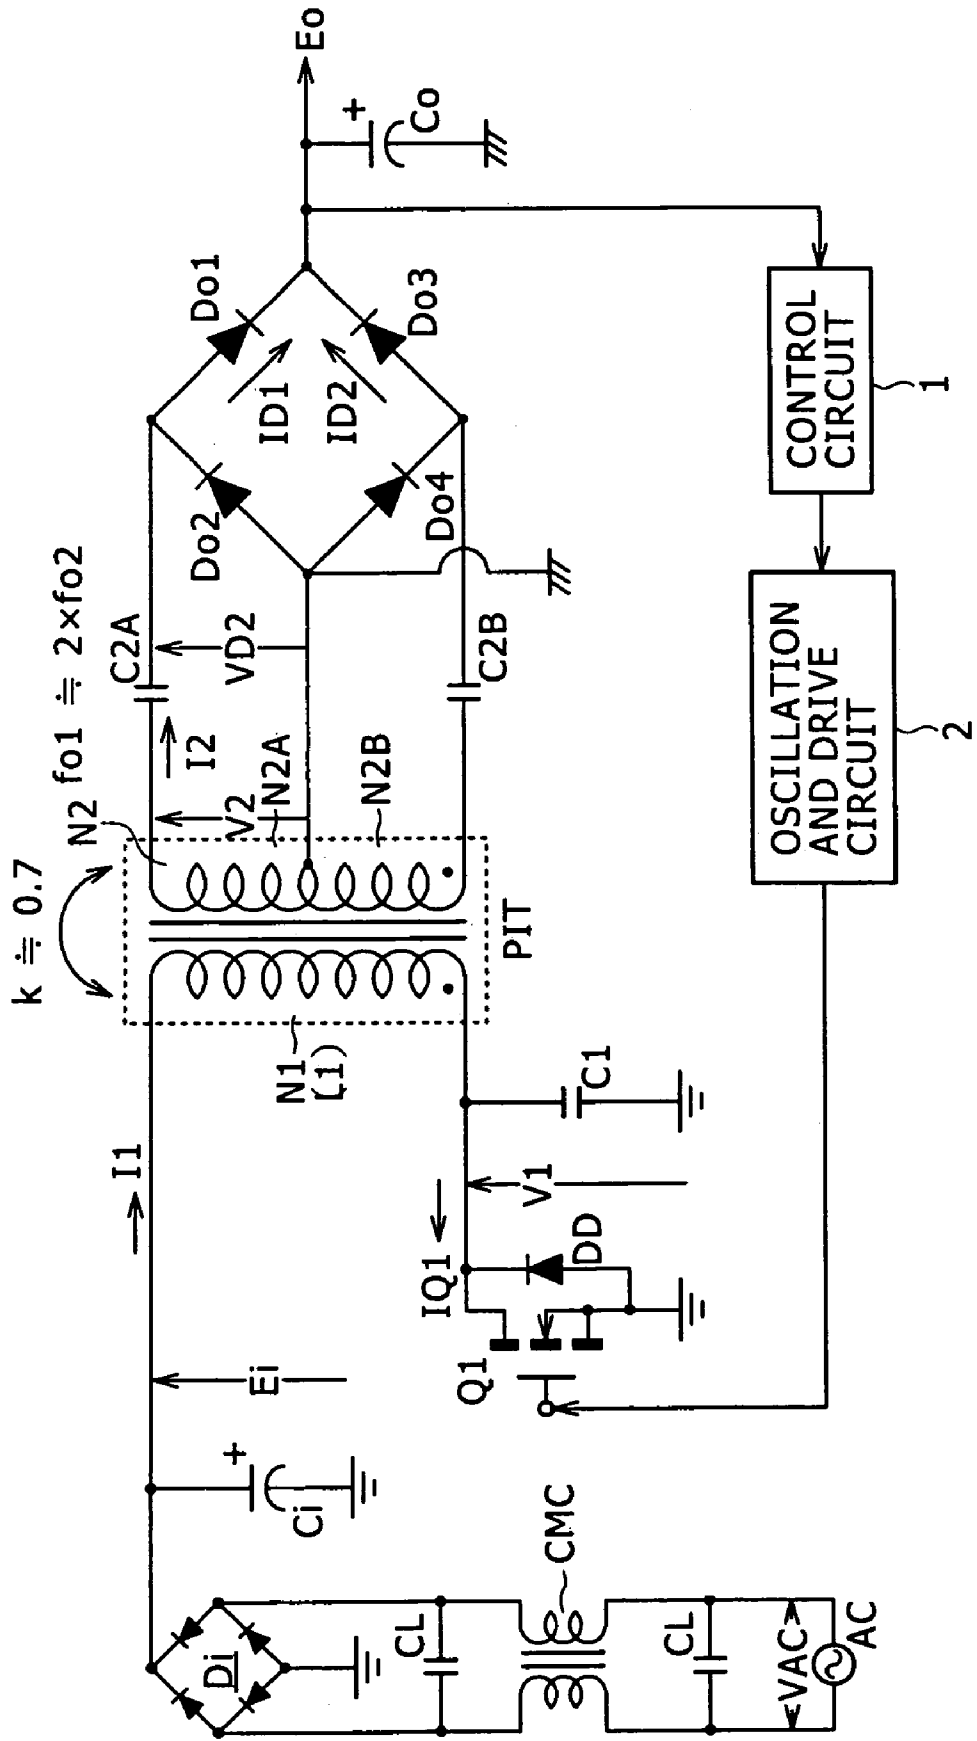 k ≒ 0.7
fo1 ≒ 2×fo2
N2
I1
I2
C2A
V2
VD2
N2A
N2B
N1
(1)
PIT
C2B
Do1
Do2
Do3
Do4
ID1
ID2
Eo
+
Co
Ei
+
Ci
Di
IQ1
Q1
DD
V1
C1
CL
CMC
CL
VAC
AC
CONTROL
CIRCUIT
1
OSCILLATION
AND DRIVE
CIRCUIT
2